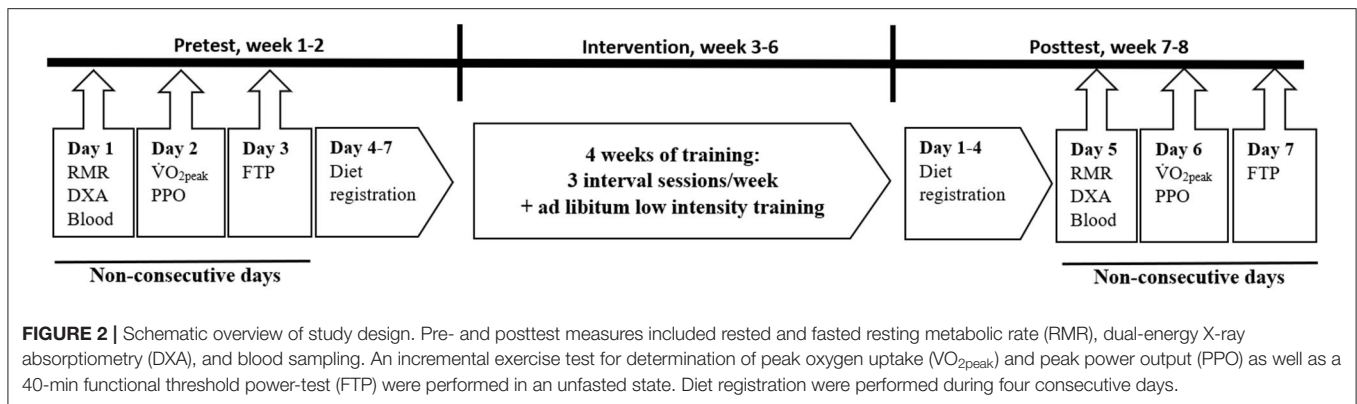 Pretest, week 1-2
Intervention, week 3-6
Posttest, week 7-8
Day 1
RMR
DXA
Blood
Day 2
V̇O2peak
PPO
Day 3
FTP
Day 4-7
Diet
registration
4 weeks of training:
3 interval sessions/week
+ ad libitum low intensity training
Day 1-4
Diet
registration
Day 5
RMR
DXA
Blood
Day 6
V̇O2peak
PPO
Day 7
FTP
Non-consecutive days
Non-consecutive days
FIGURE 2 | Schematic overview of study design. Pre- and posttest measures included rested and fasted resting metabolic rate (RMR), dual-energy X-ray
absorptiometry (DXA), and blood sampling. An incremental exercise test for determination of peak oxygen uptake (VO2peak) and peak power output (PPO) as well as a
40-min functional threshold power-test (FTP) were performed in an unfasted state. Diet registration were performed during four consecutive days.